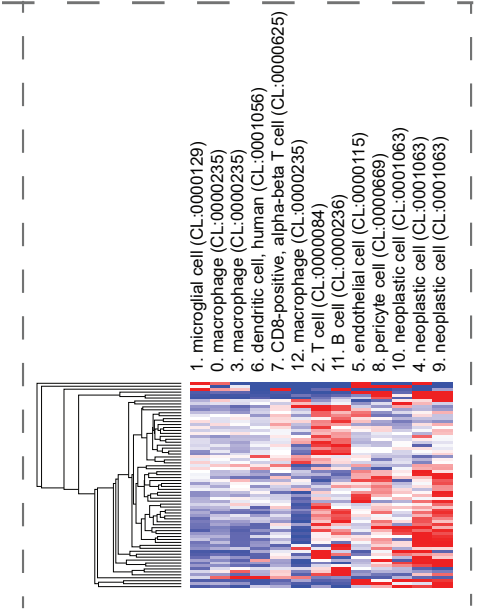 1. microglial cell (CL:0000129)
0. macrophage (CL:0000235)
3. macrophage (CL:0000235)
6. dendritic cell, human (CL:0001056)
7. CD8-positive, alpha-beta T cell (CL:0000625)
12. macrophage (CL:0000235)
2. T cell (CL:0000084)
11. B cell (CL:0000236)
5. endothelial cell (CL:0000115)
8. pericyte cell (CL:0000669)
10. neoplastic cell (CL:0001063)
4. neoplastic cell (CL:0001063)
9. neoplastic cell (CL:0001063)